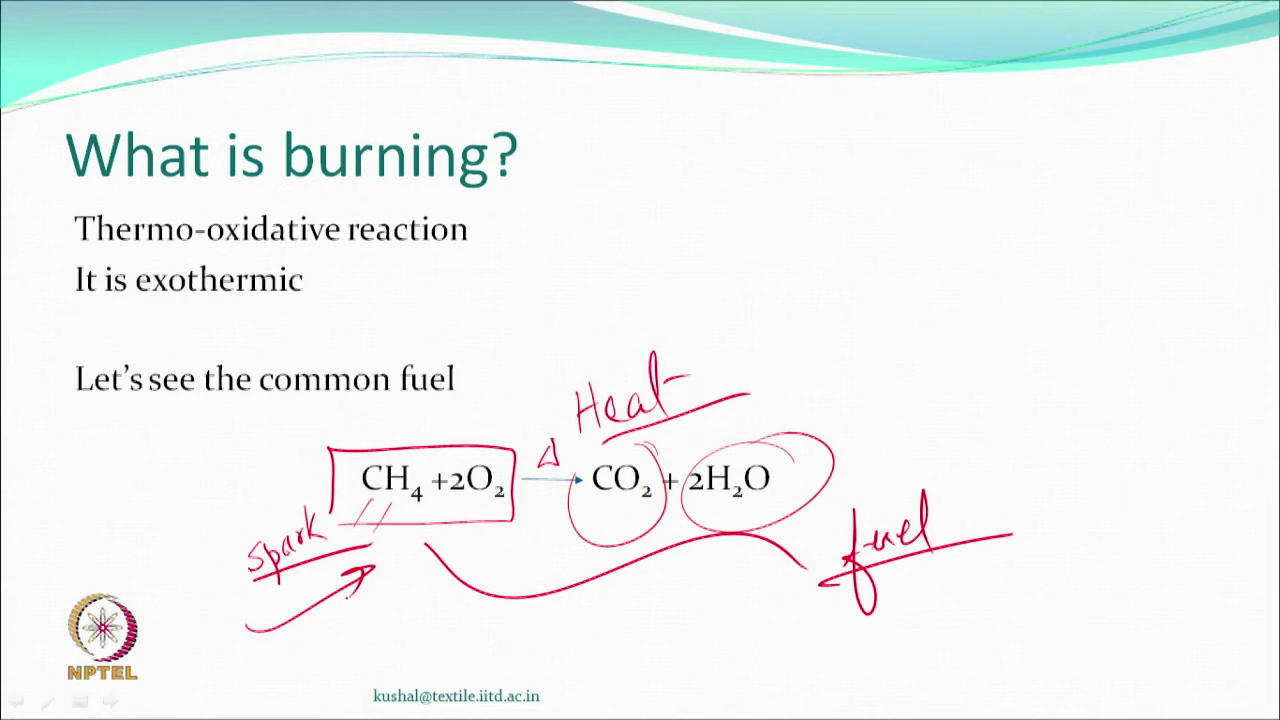 What is burning?
Thermo-oxidative reaction
It is exothermic
Let's see the common fuel
Heat
Δ
CH₄ +2O₂ → CO₂ + 2H₂O
Spark
fuel
NPTEL
kushal@textile.iitd.ac.in